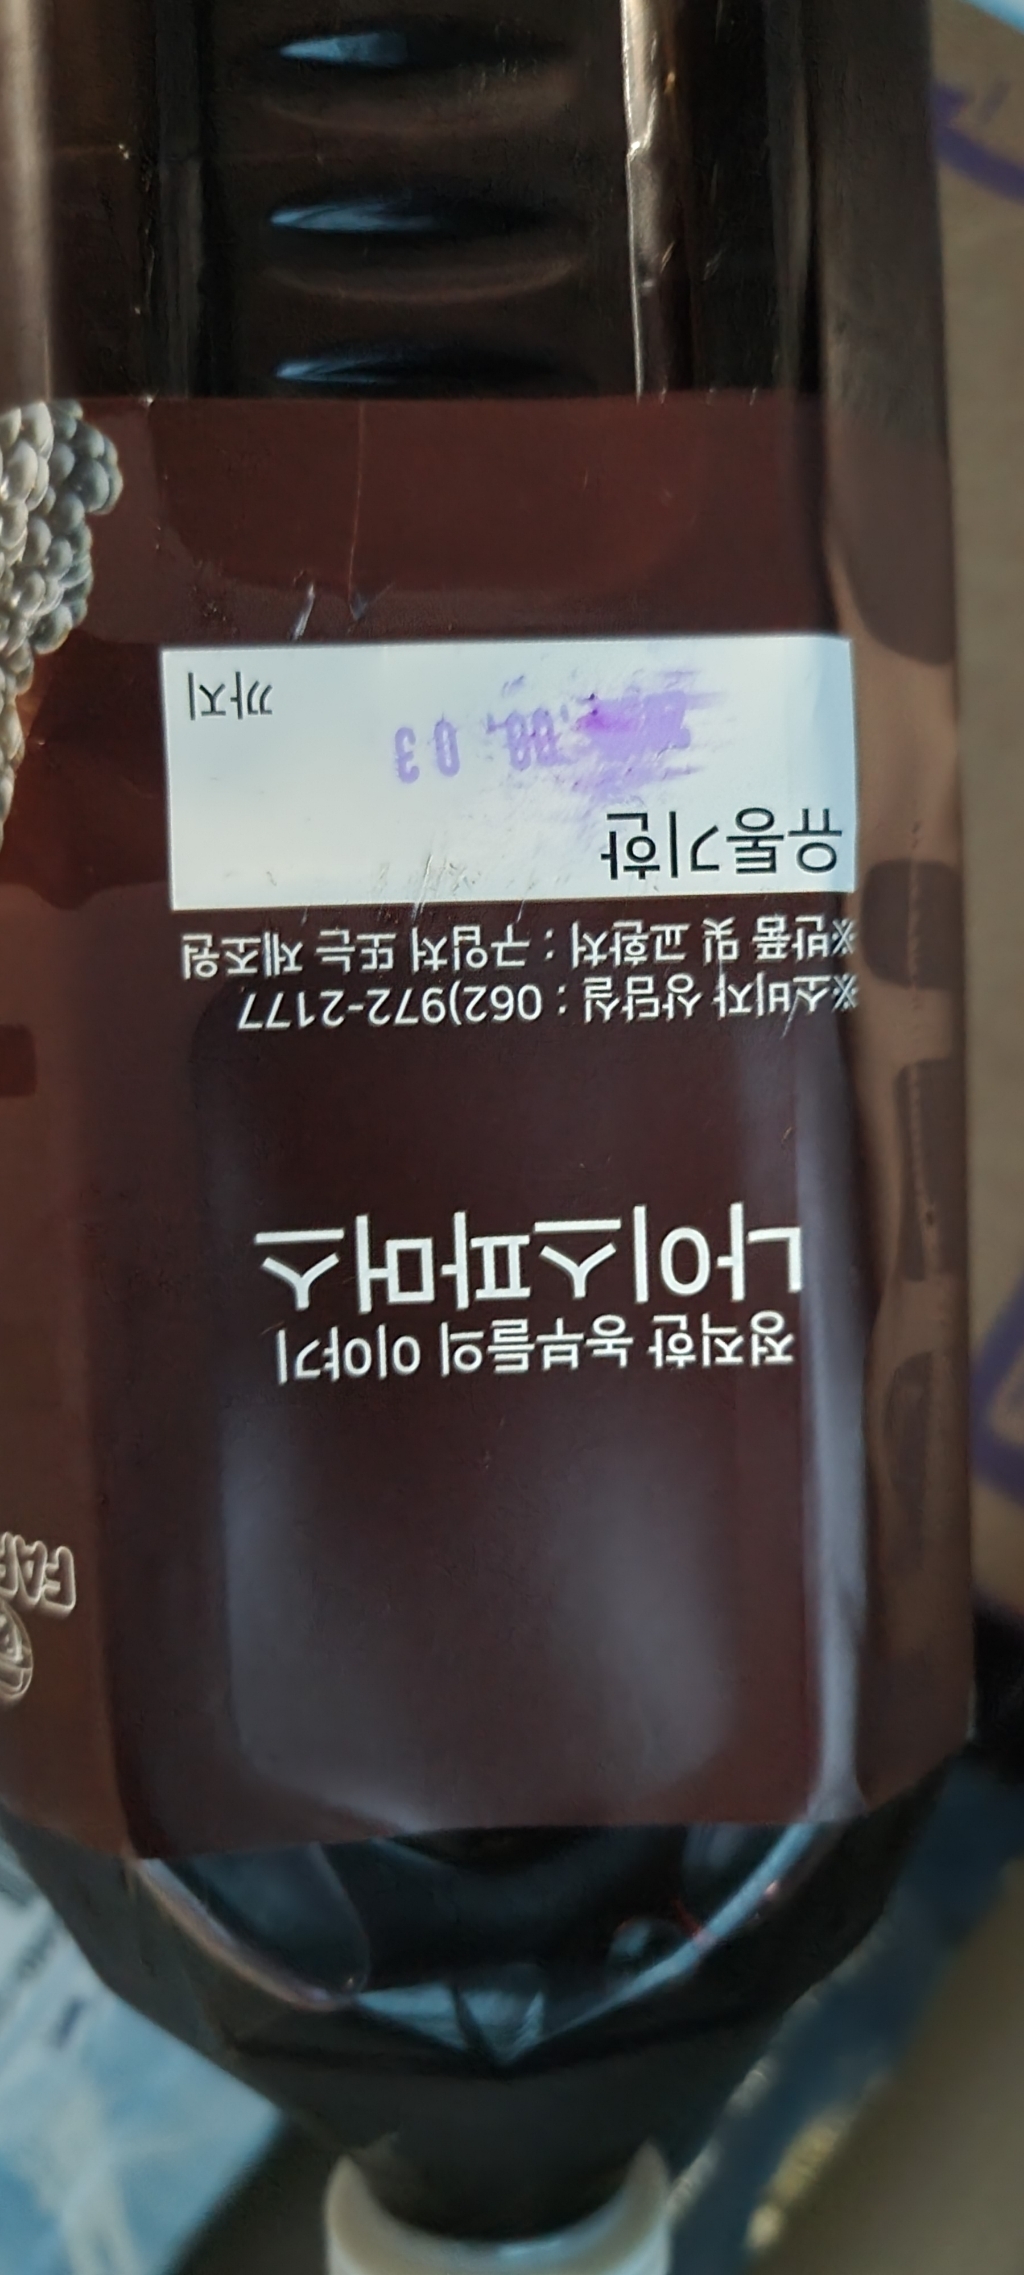 정직한 농부들의 이야기
나이스파머스
※소비자 상담실 : 062)972-2177
※반품 및 교환처 : 구입처 또는 제조원
유통기한
08. 03
까지